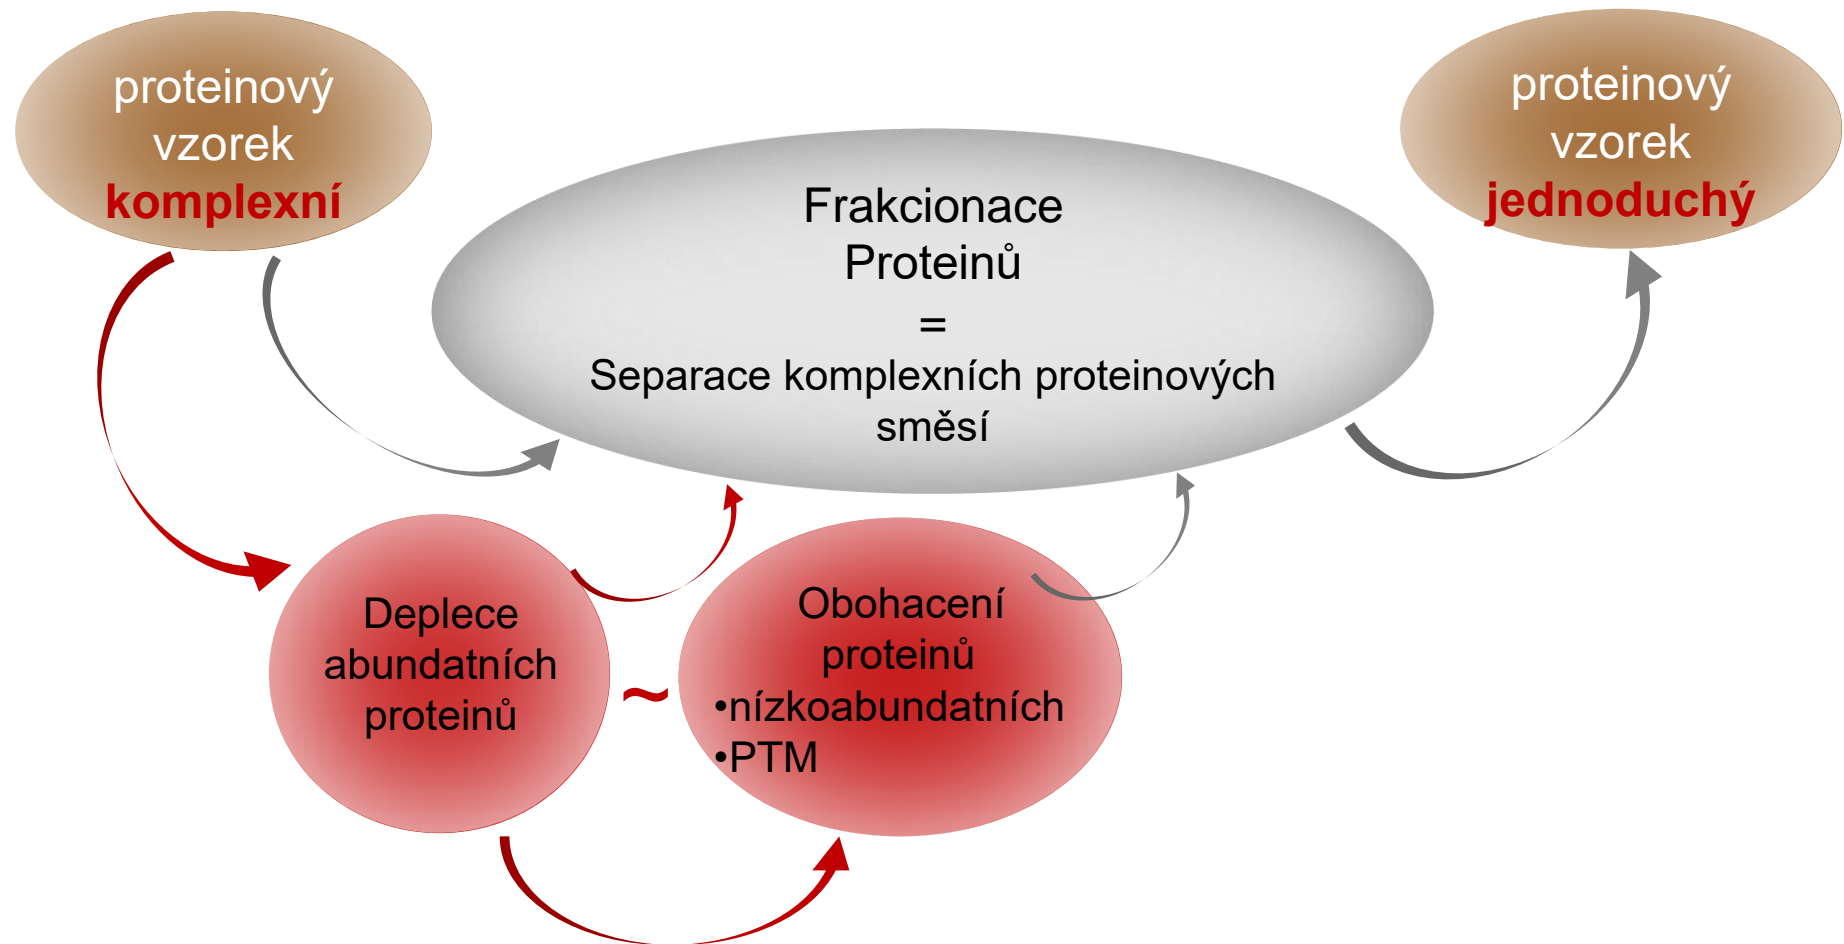 proteinový
vzorek
komplexní
proteinový
vzorek
jednoduchý
Frakcionace
Proteinů
=
Separace komplexních proteinových
směsí
Deplece
abundatních
proteinů
~
Obohacení
proteinů
•nízkoabundatních
•PTM